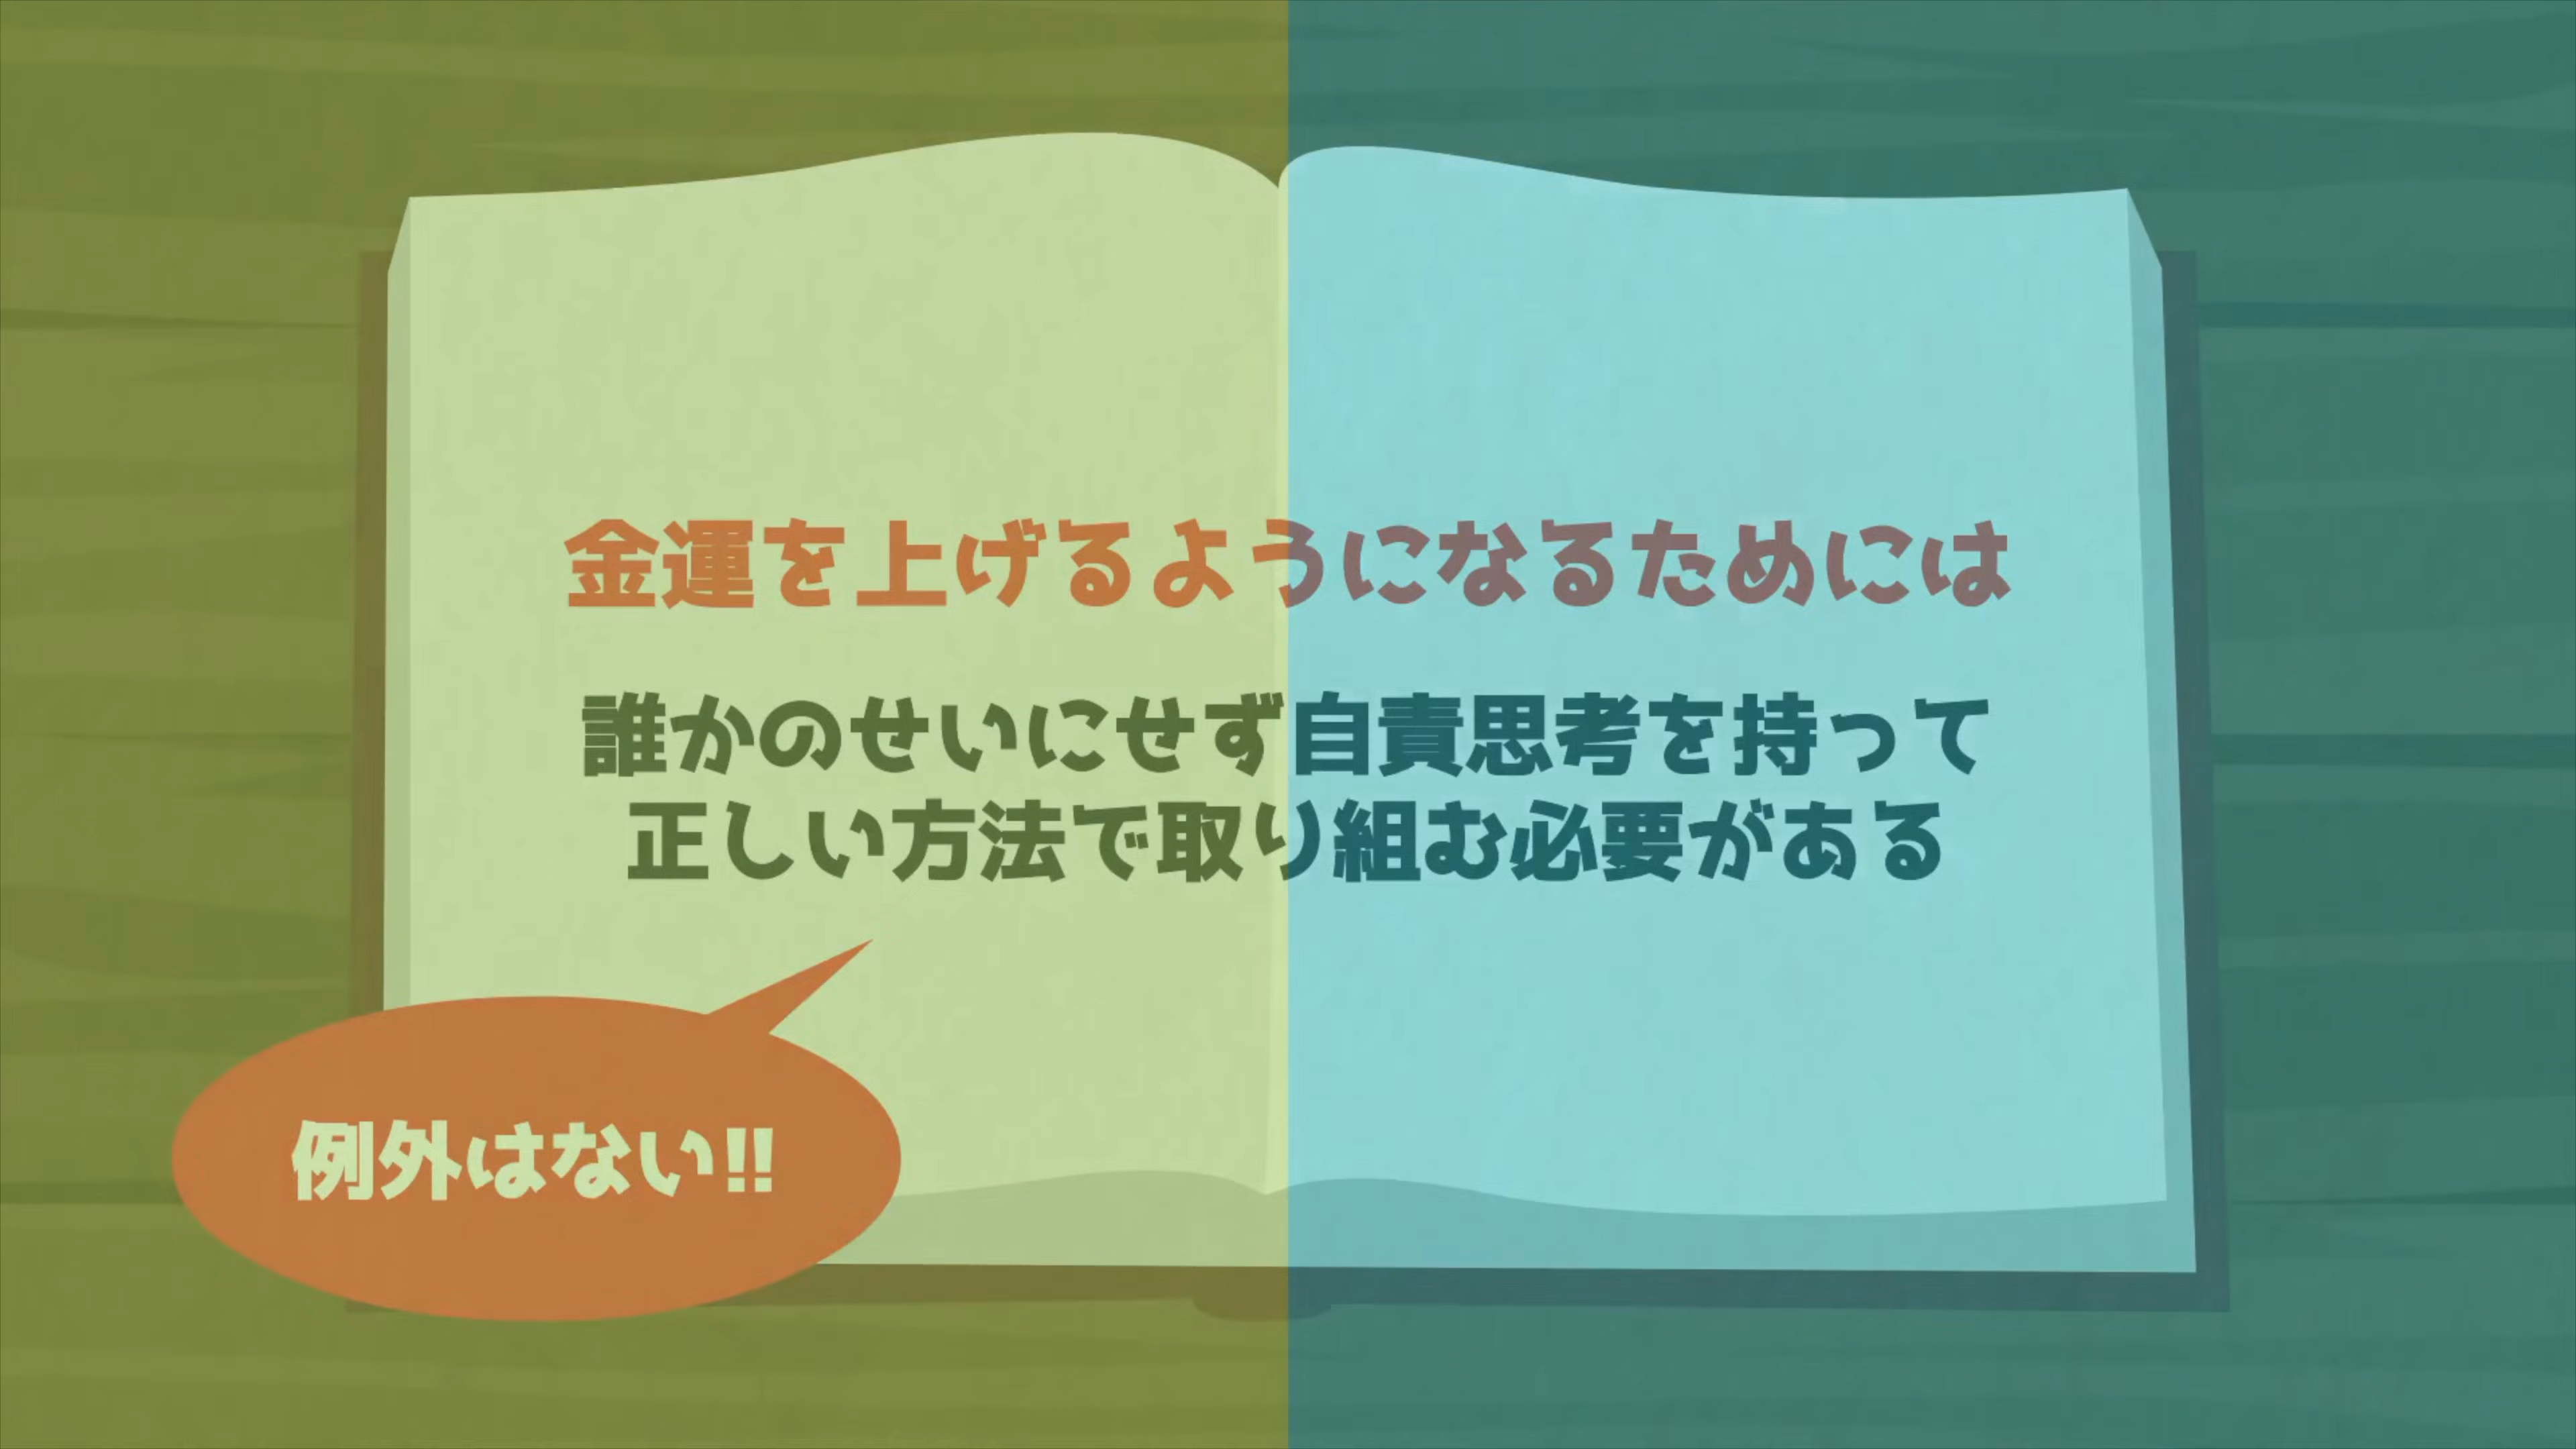 金運を上げるようになるためには
誰かのせいにせず自責思考を持って
正しい方法で取り組む必要がある
例外はない!!